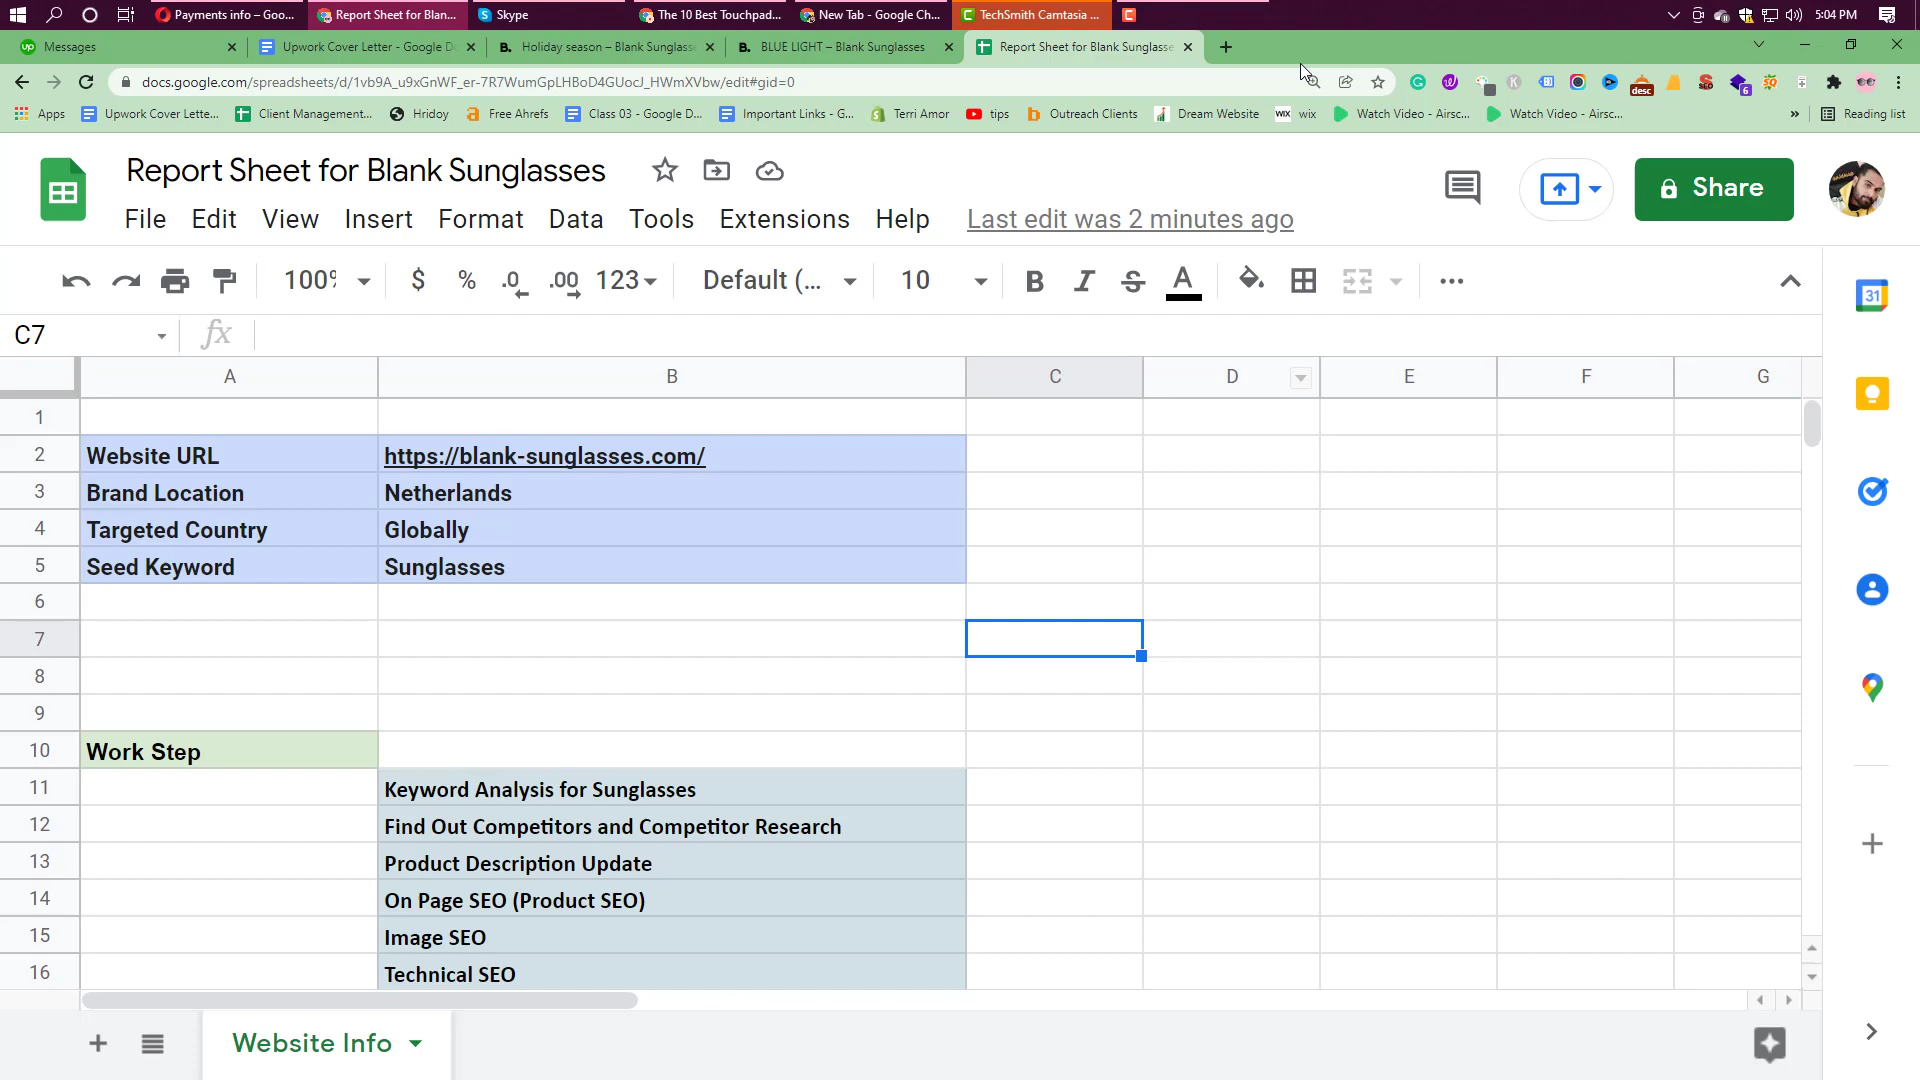 Payments info – Goo...
Report Sheet for Blan...
Skype
The 10 Best Touchpad...
New Tab - Google Ch...
TechSmith Camtasia ...
5:04 PM
Messages
Upwork Cover Letter - Google D
Holiday season – Blank Sunglasse
BLUE LIGHT – Blank Sunglasses
Report Sheet for Blank Sunglasse
docs.google.com/spreadsheets/d/1vb9A_u9xGnWF_er-7R7WumGpLHBoD4GUocJ_HWmXVbw/edit#gid=0
Apps
Upwork Cover Lette...
Client Management...
Hridoy
Free Ahrefs
Class 03 - Google D...
Important Links - G...
Terri Amor
tips
Outreach Clients
Dream Website
WIX wix
Watch Video - Airsc...
Watch Video - Airsc...
» Reading list
Report Sheet for Blank Sunglasses
Share
File Edit View Insert Format Data Tools Extensions Help Last edit was 2 minutes ago
100% $ % .0 .00 123 Default (... 10 B I S A
C7 fx
A B C D E F G
1
2 Website URL https://blank-sunglasses.com/
3 Brand Location Netherlands
4 Targeted Country Globally
5 Seed Keyword Sunglasses
6
7
8
9
10 Work Step
11 Keyword Analysis for Sunglasses
12 Find Out Competitors and Competitor Research
13 Product Description Update
14 On Page SEO (Product SEO)
15 Image SEO
16 Technical SEO
Website Info
31
desc
6